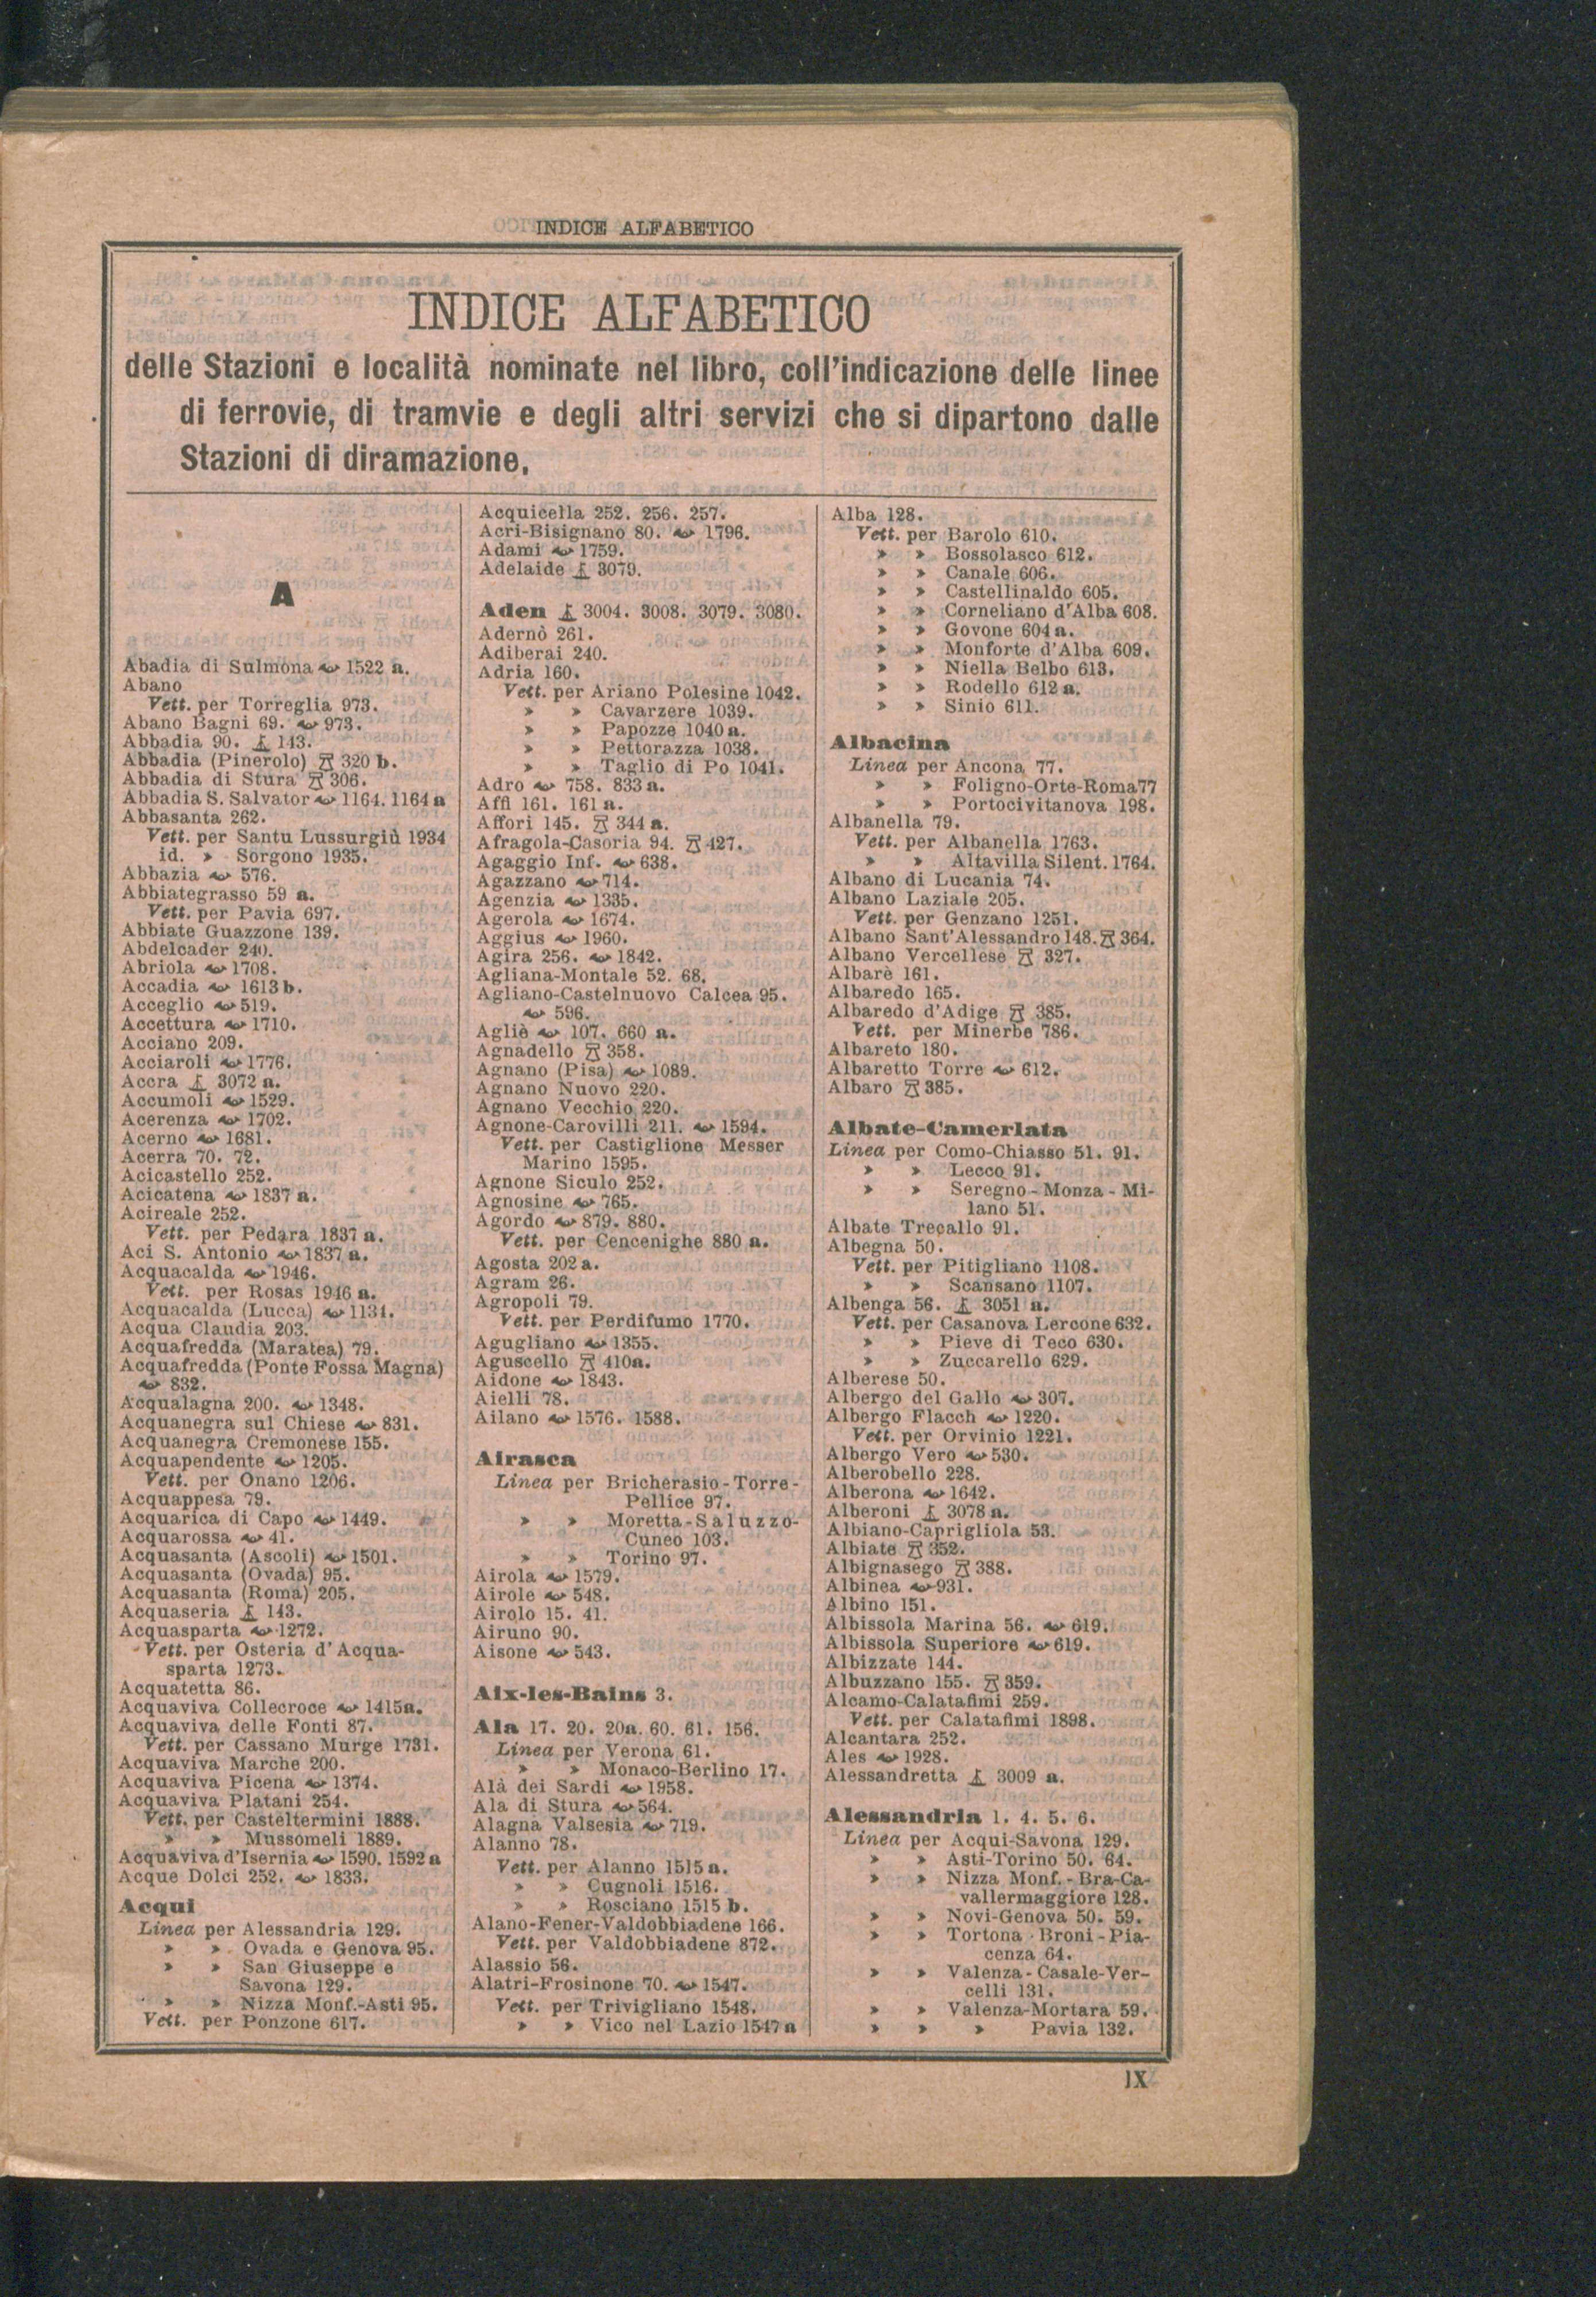 INDICE ALFABETICO
INDICE ALFABETICO
delle Stazioni e località nominate nel libro, coll'indicazione delle linee
di ferrovie, di tramvie e degli altri servizi che si dipartono dalle
Stazioni di diramazione.
A
Abadia di Sulmona 1522 a.
Abano
Vett. per Torreglia 973.
Abano Bagni 69. 973.
Abbadia 90. 143.
Abbadia (Pinerolo) 320 b.
Abbadia di Stura 306.
Abbadia S. Salvator 1164. 1164 a
Abbasanta 262.
Vett. per Santu Lussurgiù 1934
id. » Sorgono 1935.
Abbazia 576.
Abbiategrasso 59 a.
Vett. per Pavia 697.
Abbiate Guazzone 139.
Abdelcader 240.
Abriola 1708.
Accadia 1613 b.
Acceglio 519.
Accettura 1710.
Acciano 209.
Acciaroli 1776.
Accra 3072 a.
Accumoli 1529.
Acerenza 1702.
Acerno 1681.
Acerra 70. 72.
Acicastello 252.
Acicatena 1837 a.
Acireale 252.
Vett. per Pedara 1837 a.
Aci S. Antonio 1837 a.
Acquacalda 1946.
Vett. per Rosas 1946 a.
Acquacalda (Lucca) 1134.
Acqua Claudia 203.
Acquafredda (Maratea) 79.
Acquafredda (Ponte Fossa Magna)
832.
Acqualagna 200. 1348.
Acquanegra sul Chiese 831.
Acquanegra Cremonese 155.
Acquapendente 1205.
Vett. per Onano 1206.
Acquappesa 79.
Acquarica di Capo 1449.
Acquarossa 41.
Acquasanta (Ascoli) 1501.
Acquasanta (Ovada) 95.
Acquasanta (Roma) 205.
Acquaseria 143.
Acquasparta 1272.
Vett. per Osteria d' Acqua-
sparta 1273.
Acquatetta 86.
Acquaviva Collecroce 1415a.
Acquaviva delle Fonti 87.
Vett. per Cassano Murge 1731.
Acquaviva Marche 200.
Acquaviva Picena 1374.
Acquaviva Platani 254.
Vett. per Casteltermini 1888.
» » Mussomeli 1889.
Acquaviva d'Isernia 1590. 1592 a
Acque Dolci 252. 1833.
Acqui
Linea per Alessandria 129.
» » Ovada e Genova 95.
» » San Giuseppe e
Savona 129.
» » Nizza Monf.-Asti 95.
Vett. per Ponzone 617.
Acquicella 252. 256. 257.
Acri-Bisignano 80. 1796.
Adami 1759.
Adelaide 3079.
Aden 3004. 3008. 3079. 3080.
Adernò 261.
Adiberai 240.
Adria 160.
Vett. per Ariano Polesine 1042.
» » Cavarzere 1039.
» » Papozze 1040 a.
» » Pettorazza 1038.
» » Taglio di Po 1041.
Adro 758. 833 a.
Affi 161. 161 a.
Affori 145. 344 a.
Afragola-Casoria 94. 427.
Agaggio Inf. 638.
Agazzano 714.
Agenzia 1335.
Agerola 1674.
Aggius 1960.
Agira 256. 1842.
Agliana-Montale 52. 68.
Agliano-Castelnuovo Calcea 95.
596.
Agliè 107. 660 a.
Agnadello 358.
Agnano (Pisa) 1089.
Agnano Nuovo 220.
Agnano Vecchio 220.
Agnone-Carovilli 211. 1594.
Vett. per Castiglione Messer
Marino 1595.
Agnone Siculo 252.
Agnosine 765.
Agordo 879. 880.
Vett. per Cencenighe 880 a.
Agosta 202 a.
Agram 26.
Agropoli 79.
Vett. per Perdifumo 1770.
Agugliano 1355.
Aguscello 410a.
Aidone 1843.
Aielli 78.
Ailano 1576. 1588.
Airasca
Linea per Bricherasio-Torre-
Pellice 97.
» » Moretta-Saluzzo-
Cuneo 103.
» » Torino 97.
Airola 1579.
Airole 548.
Airolo 15. 41.
Airuno 90.
Aisone 543.
Aix-les-Bains 3.
Ala 17. 20. 20a. 60. 61. 156.
Linea per Verona 61.
» » Monaco-Berlino 17.
Alà dei Sardi 1958.
Ala di Stura 564.
Alagna Valsesia 719.
Alanno 78.
Vett. per Alanno 1515 a.
» » Cugnoli 1516.
» » Rosciano 1515 b.
Alano-Fener-Valdobbiadene 166.
Vett. per Valdobbiadene 872.
Alassio 56.
Alatri-Frosinone 70. 1547.
Vett. per Trivigliano 1548.
» » Vico nel Lazio 1547 a
Alba 128.
Vett. per Barolo 610.
» » Bossolasco 612.
» » Canale 606.
» » Castellinaldo 605.
» » Corneliano d'Alba 608.
» » Govone 604 a.
» » Monforte d'Alba 609.
» » Niella Belbo 613.
» » Rodello 612 a.
» » Sinio 611.
Albacina
Linea per Ancona 77.
» » Foligno-Orte-Roma77
» » Portocivitanova 198.
Albanella 79.
Vett. per Albanella 1763.
» » Altavilla Silent. 1764.
Albano di Lucania 74.
Albano Laziale 205.
Vett. per Genzano 1251.
Albano Sant'Alessandro 148. 364.
Albano Vercellese 327.
Albarè 161.
Albaredo 165.
Albaredo d'Adige 385.
Vett. per Minerbe 786.
Albareto 180.
Albaretto Torre 612.
Albaro 385.
Albate-Camerlata
Linea per Como-Chiasso 51. 91.
» » Lecco 91.
» » Seregno - Monza - Mi-
lano 51.
Albate Trecallo 91.
Albegna 50.
Vett. per Pitigliano 1108.
» » Scansano 1107.
Albenga 56. 3051 a.
Vett. per Casanova Lercone 632.
» » Pieve di Teco 630.
» » Zuccarello 629.
Alberese 50.
Albergo del Gallo 307.
Albergo Flacch 1220.
Vett. per Orvinio 1221.
Albergo Vero 530.
Alberobello 228.
Alberona 1642.
Alberoni 3078 a.
Albiano-Caprigliola 53.
Albiate 352.
Albignasego 388.
Albinea 931.
Albino 151.
Albissola Marina 56. 619.
Albissola Superiore 619.
Albizzate 144.
Albuzzano 155. 359.
Alcamo-Calatafimi 259.
Vett. per Calatafimi 1898.
Alcantara 252.
Ales 1928.
Alessandretta 3009 a.
Alessandria 1. 4. 5. 6.
Linea per Acqui-Savona 129.
» » Asti-Torino 50. 64.
» » Nizza Monf. - Bra-Ca-
vallermaggiore 128.
» » Novi-Genova 50. 59.
» » Tortona - Broni - Pia-
cenza 64.
» » Valenza - Casale-Ver-
celli 131.
» » Valenza-Mortara 59.
» » » Pavia 132.
IX